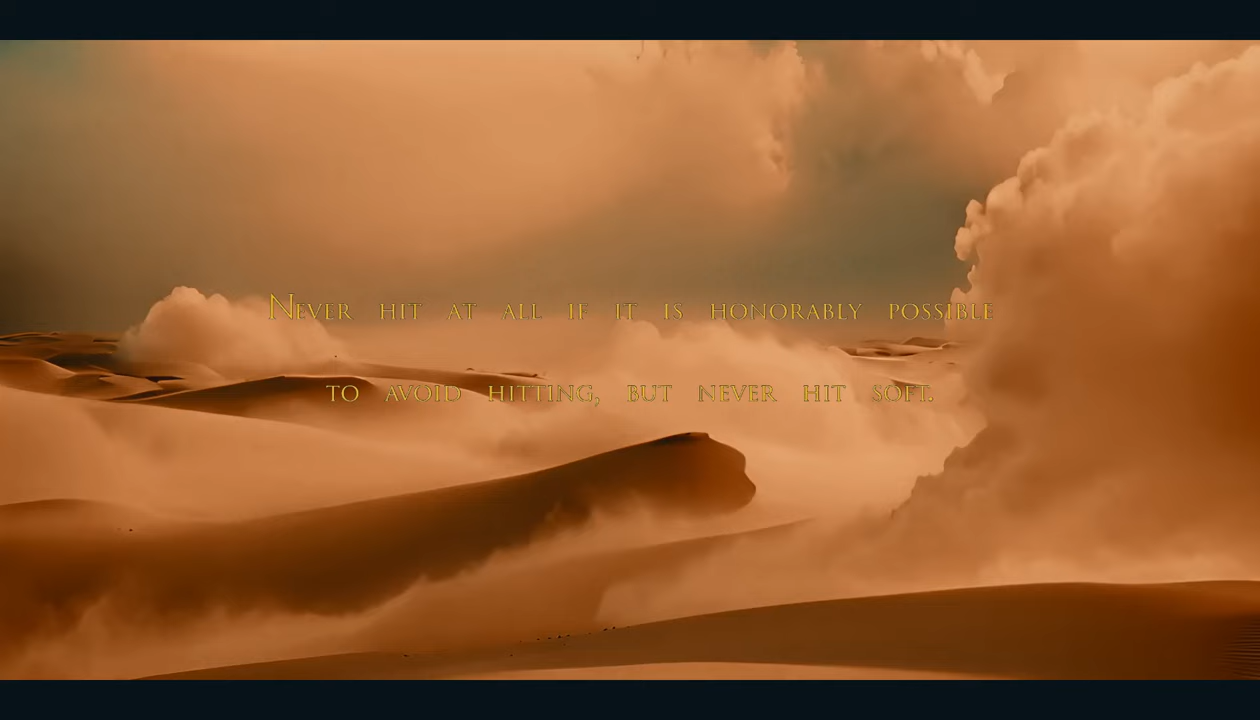 Never hit at all if it is honorably possible
to avoid hitting, but never hit soft.